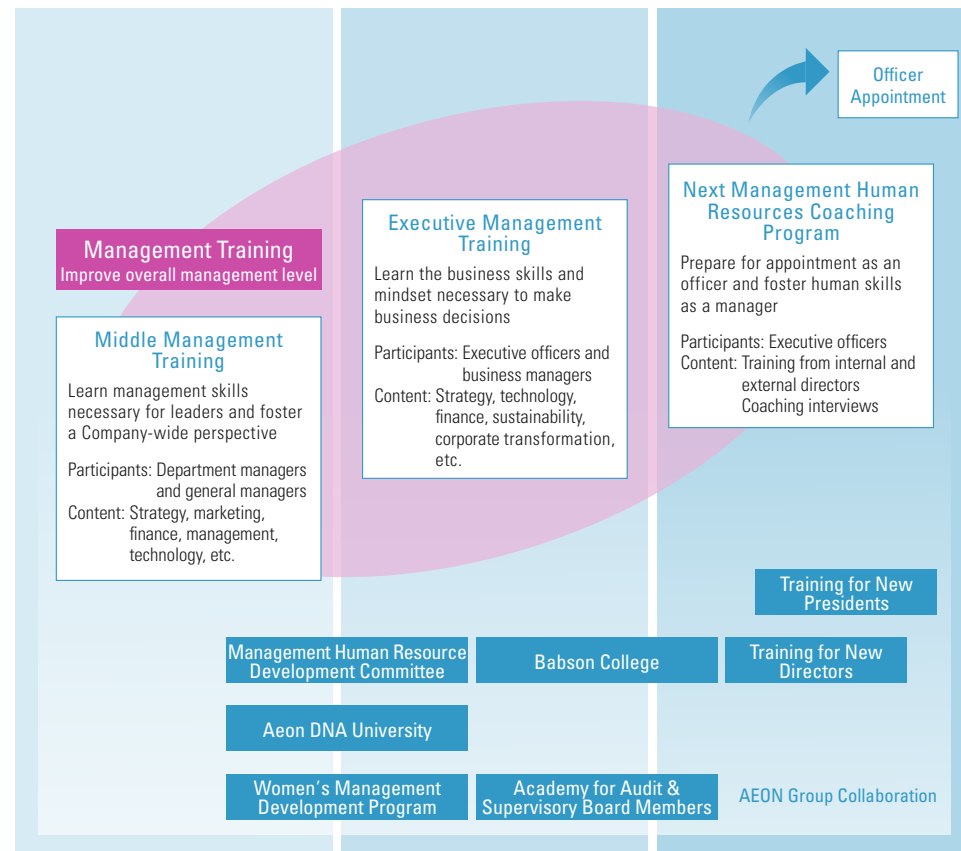 Officer
Appointment
Management Training
Improve overall management level
Middle Management
Training
Learn management skills
necessary for leaders and foster
a Company-wide perspective
Participants: Department managers
and general managers
Content: Strategy, marketing,
finance, management,
technology, etc.
Executive Management
Training
Learn the business skills and
mindset necessary to make
business decisions
Participants: Executive officers and
business managers
Content: Strategy, technology,
finance, sustainability,
corporate transformation,
etc.
Next Management Human
Resources Coaching
Program
Prepare for appointment as an
officer and foster human skills
as a manager
Participants: Executive officers
Content: Training from internal and
external directors
Coaching interviews
Training for New
Presidents
Management Human Resource
Development Committee
Babson College
Training for New
Directors
Aeon DNA University
Women’s Management
Development Program
Academy for Audit &
Supervisory Board Members
AEON Group Collaboration